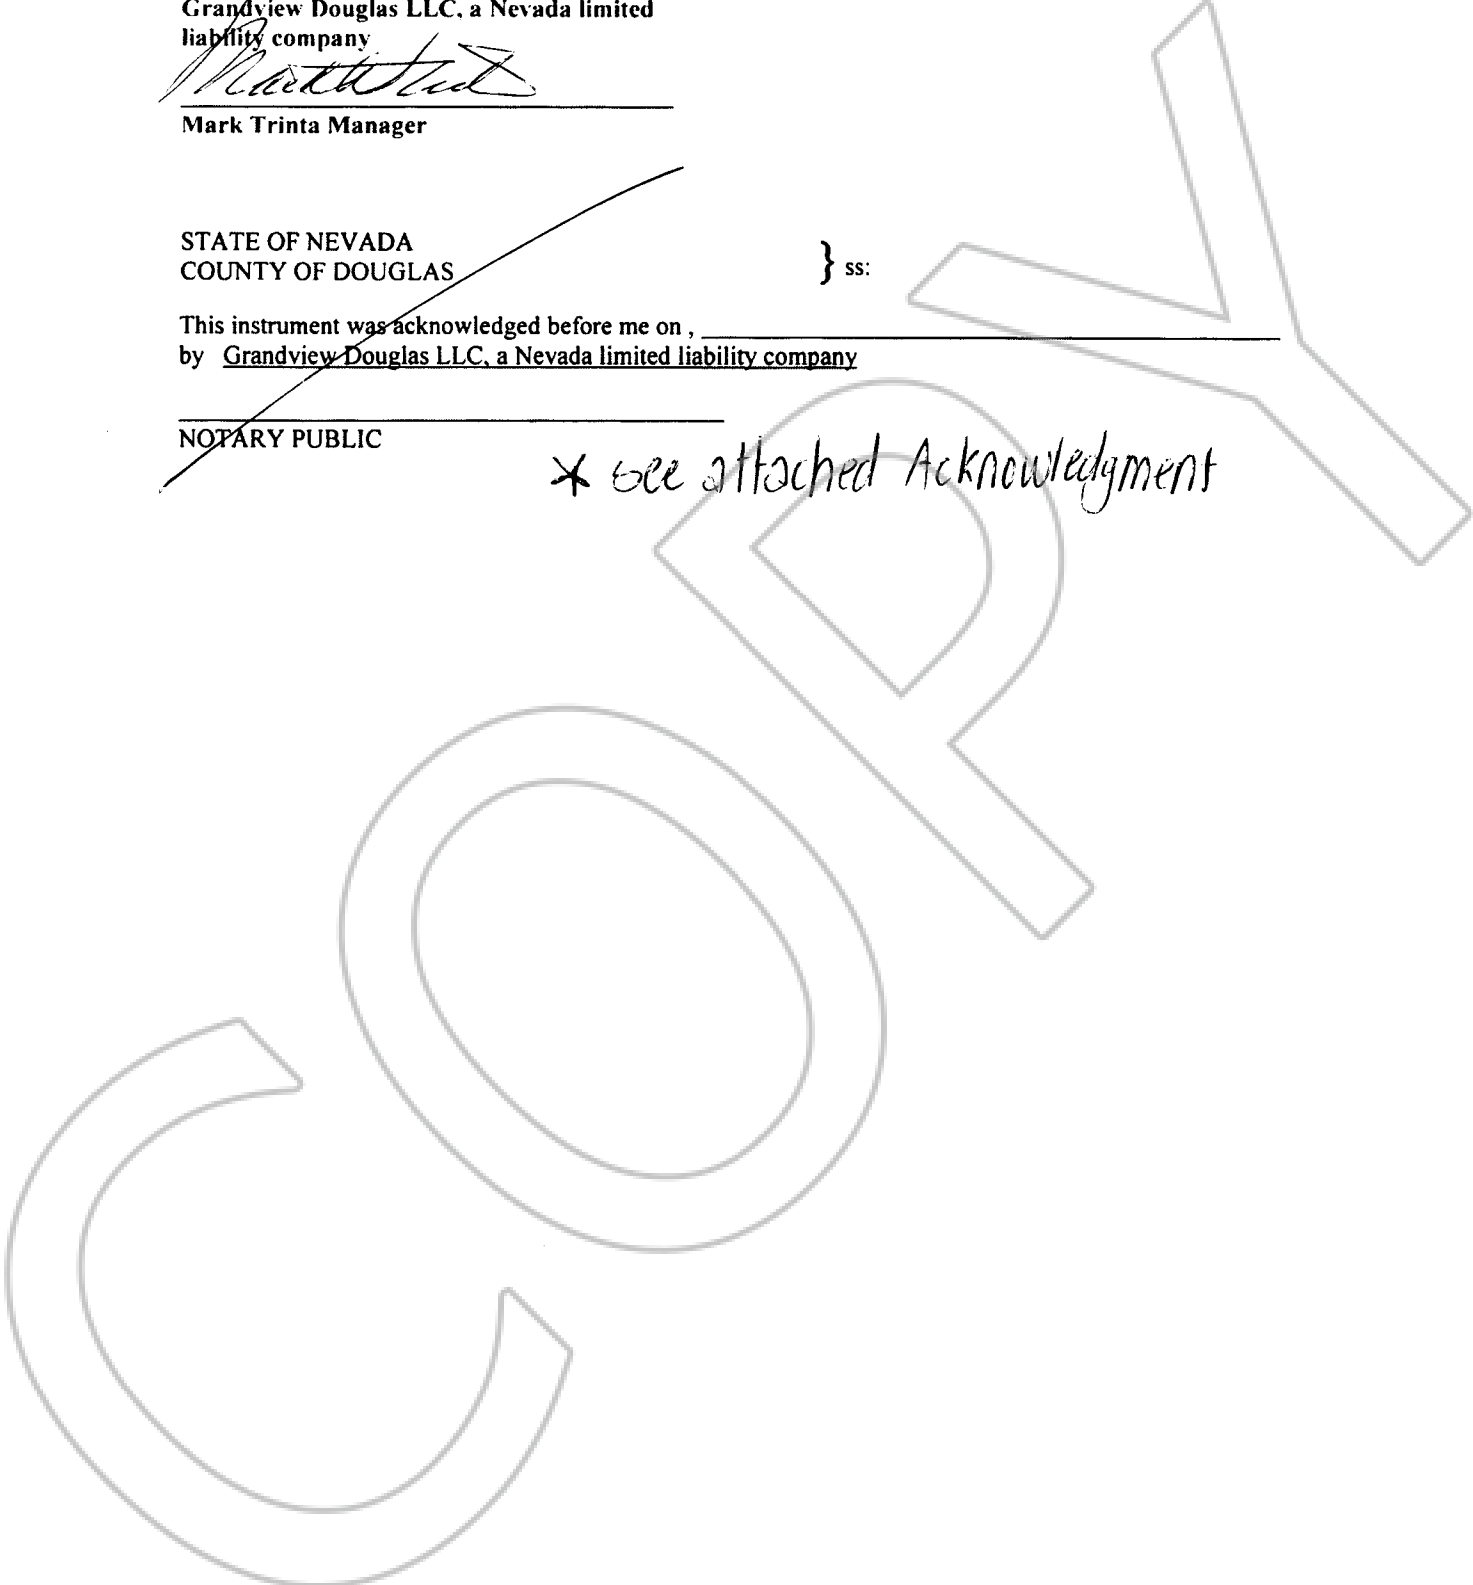 Grandview Douglas LLC, a Nevada limited
liability company
Mark Trinta Manager
STATE OF NEVADA
COUNTY OF DOUGLAS
} ss:
This instrument was acknowledged before me on ,
by Grandview Douglas LLC, a Nevada limited liability company
NOTARY PUBLIC
* see attached Acknowledgment
COPY